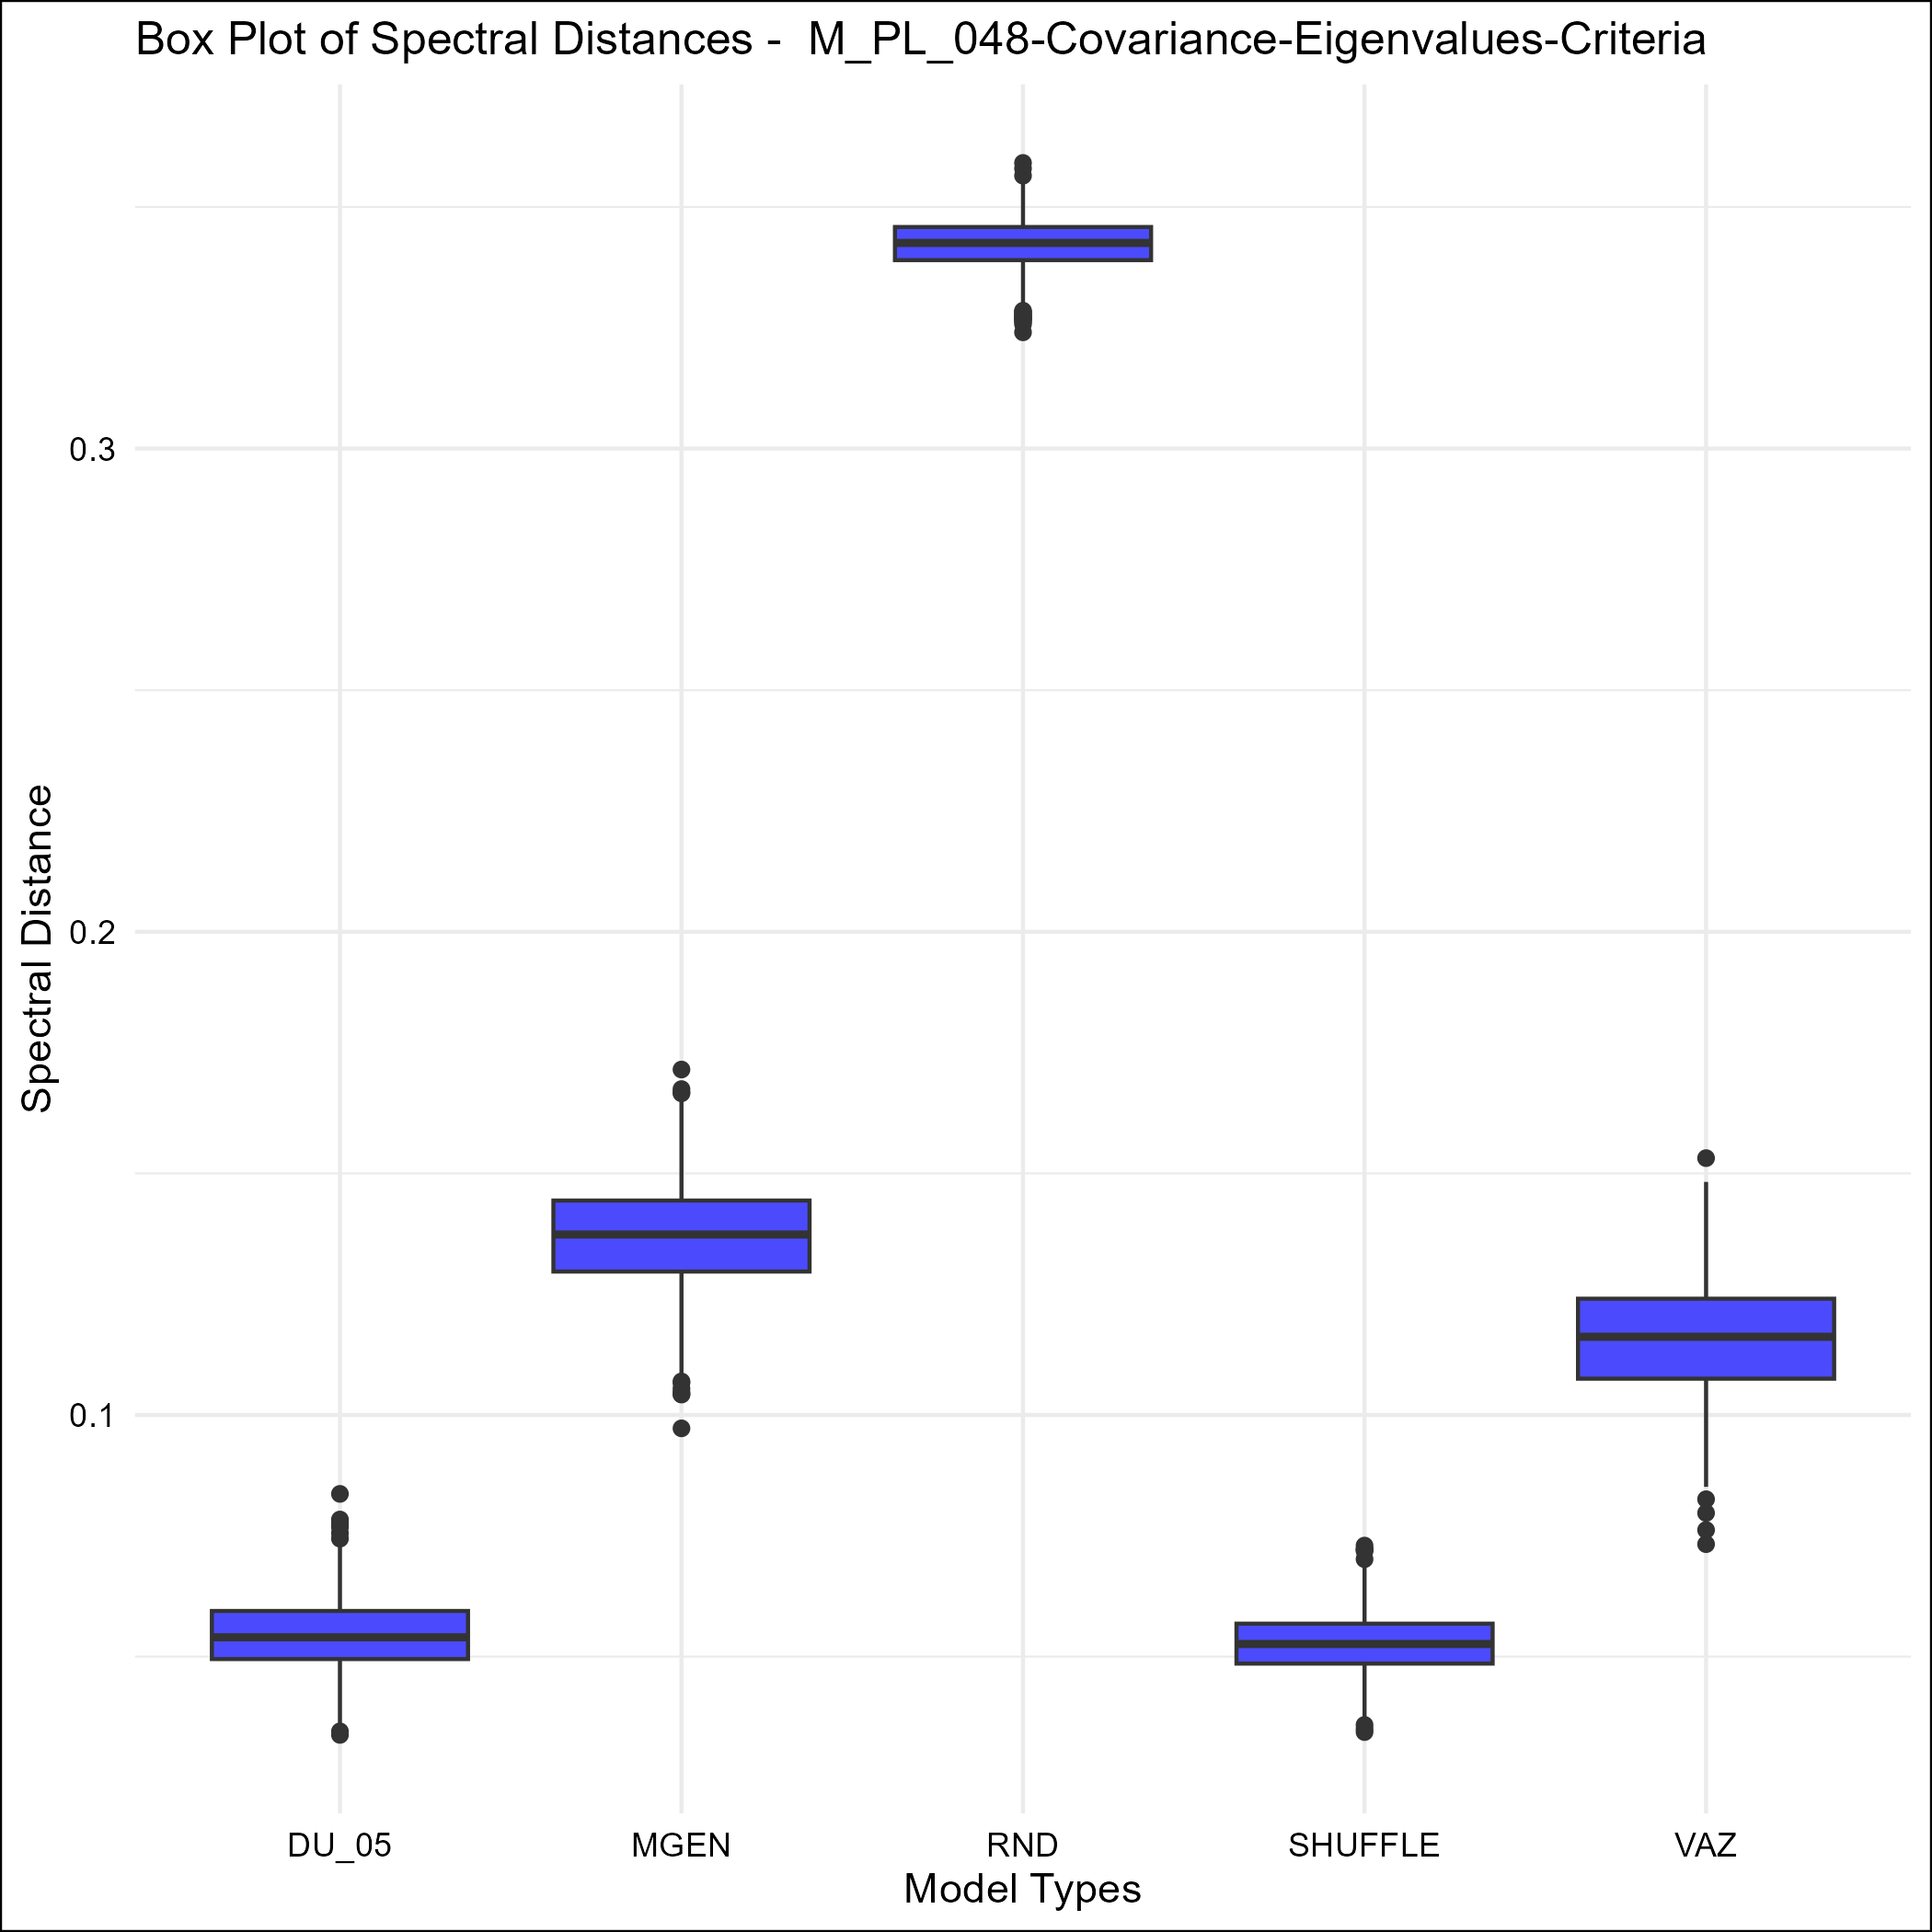 Box Plot of Spectral Distances -  M_PL_048-Covariance-Eigenvalues-Criteria
Spectral Distance
0.3
0.2
0.1
DU_05 MGEN RND SHUFFLE VAZ
Model Types